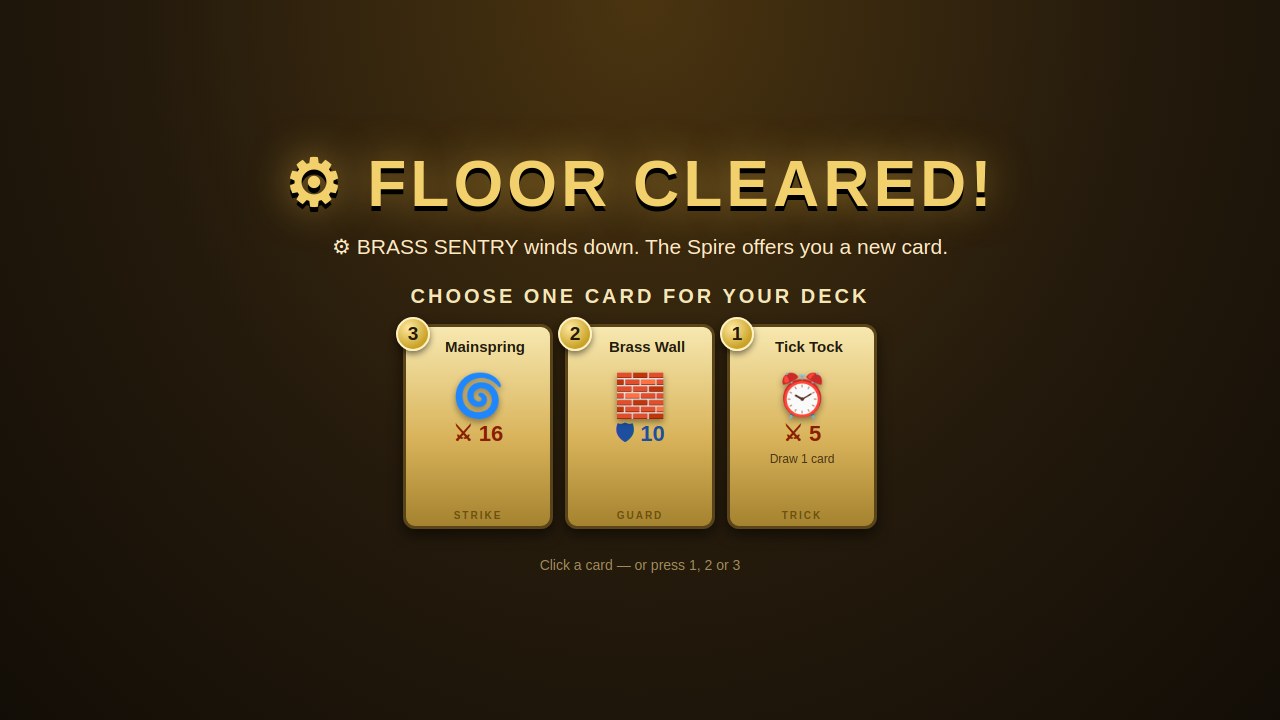 ⚙ FLOOR CLEARED!
⚙ BRASS SENTRY winds down. The Spire offers you a new card.
CHOOSE ONE CARD FOR YOUR DECK
3
Mainspring
⚔ 16
STRIKE
2
Brass Wall
🛡 10
GUARD
1
Tick Tock
⚔ 5
Draw 1 card
TRICK
Click a card — or press 1, 2 or 3